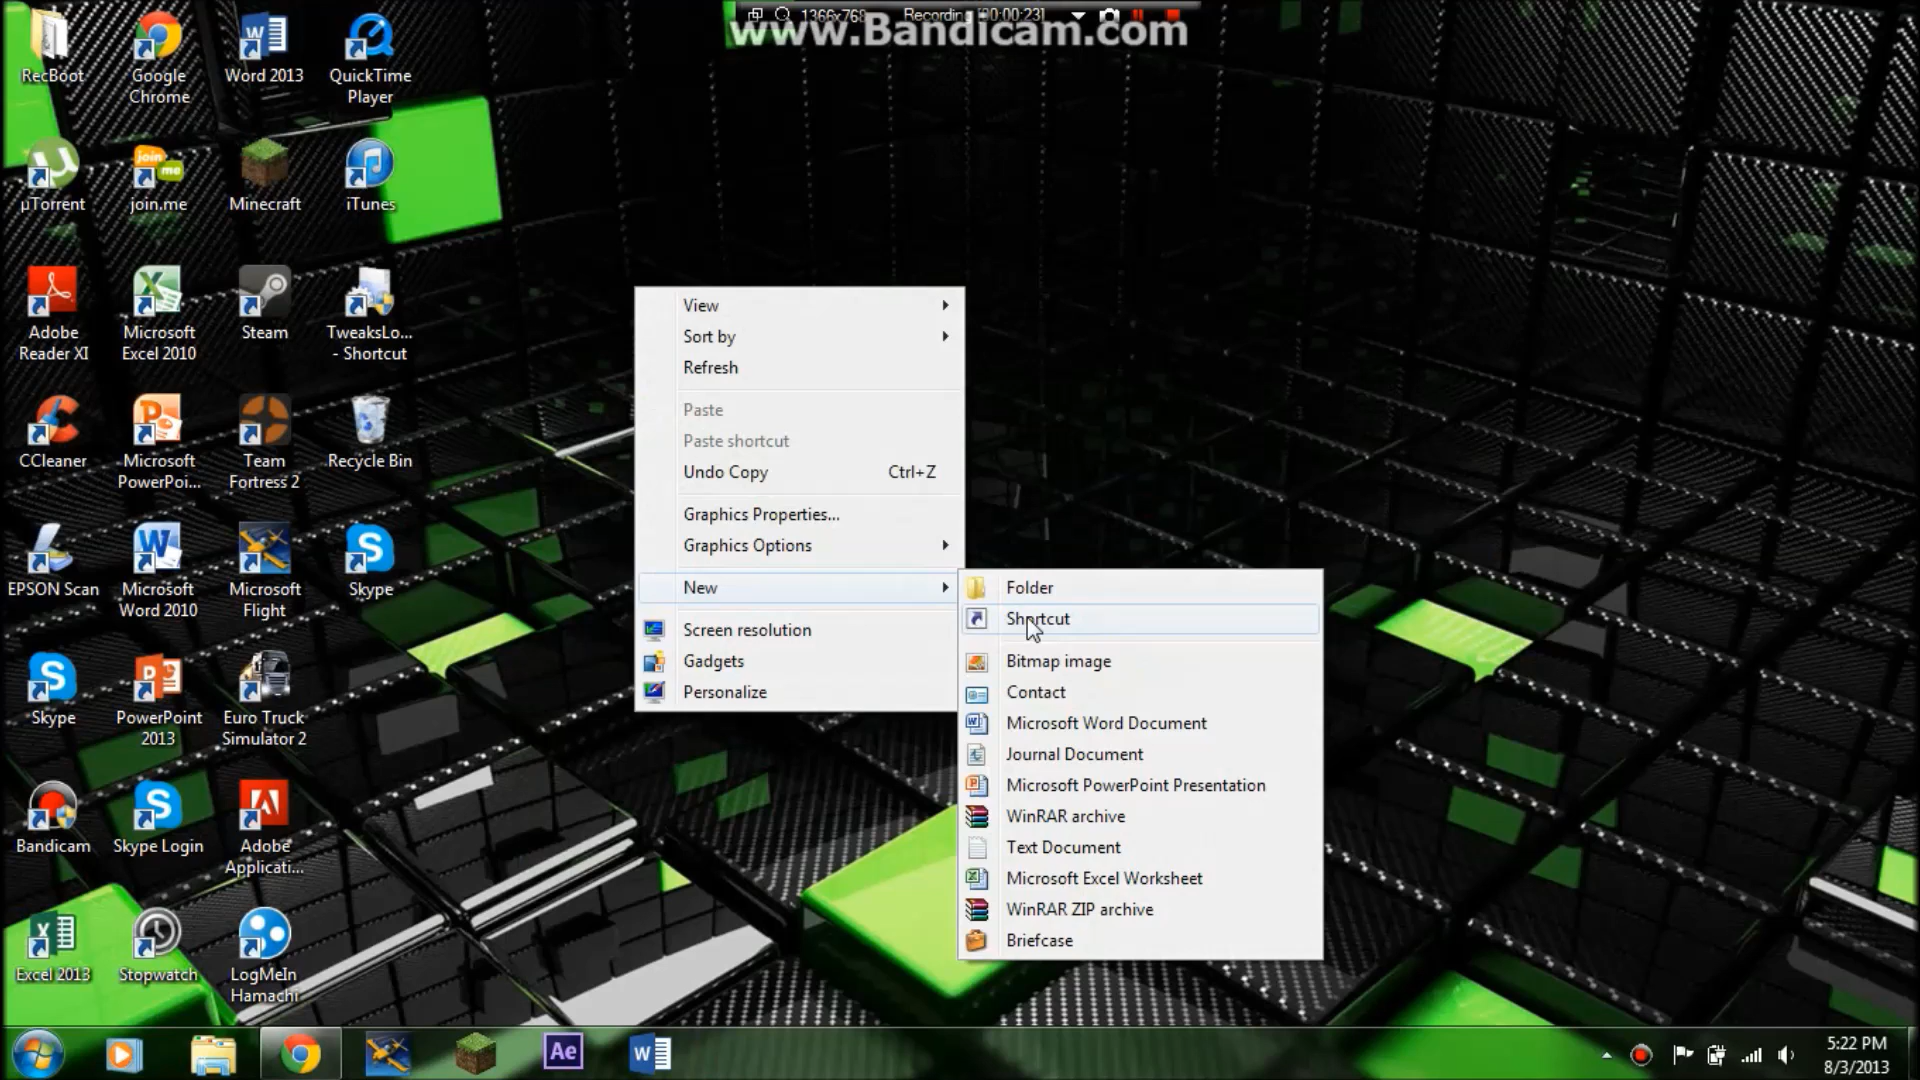 1366x768 Recording [00:00:23]
www.Bandicam.com
RecBoot
Google
Chrome
Word 2013
QuickTime
Player
µTorrent
join.me
Minecraft
iTunes
Adobe
Reader XI
Microsoft
Excel 2010
Steam
TweaksLo...
- Shortcut
CCleaner
Microsoft
PowerPoi...
Team
Fortress 2
Recycle Bin
EPSON Scan
Microsoft
Word 2010
Microsoft
Flight
Skype
Skype
PowerPoint
2013
Euro Truck
Simulator 2
Bandicam
Skype Login
Adobe
Applicati...
Excel 2013
Stopwatch
LogMeIn
Hamachi
View
Sort by
Refresh
Paste
Paste shortcut
Undo Copy Ctrl+Z
Graphics Properties...
Graphics Options
New
Screen resolution
Gadgets
Personalize
Folder
Shortcut
Bitmap image
Contact
Microsoft Word Document
Journal Document
Microsoft PowerPoint Presentation
WinRAR archive
Text Document
Microsoft Excel Worksheet
WinRAR ZIP archive
Briefcase
Ae
5:22 PM
8/3/2013